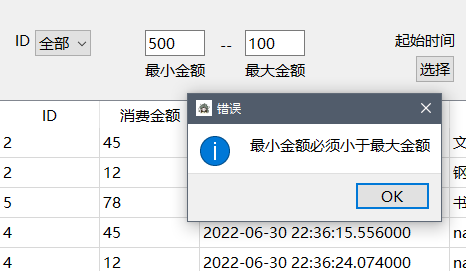 ID 全部 500 -- 100 起始时间
最小金额 最大金额 选择
错误
最小金额必须小于最大金额
OK
ID 消费金额
2 45
2 12
5 78
4 45 2022-06-30 22:36:15.556000 na
4 12 2022-06-30 22:36:24.074000 na